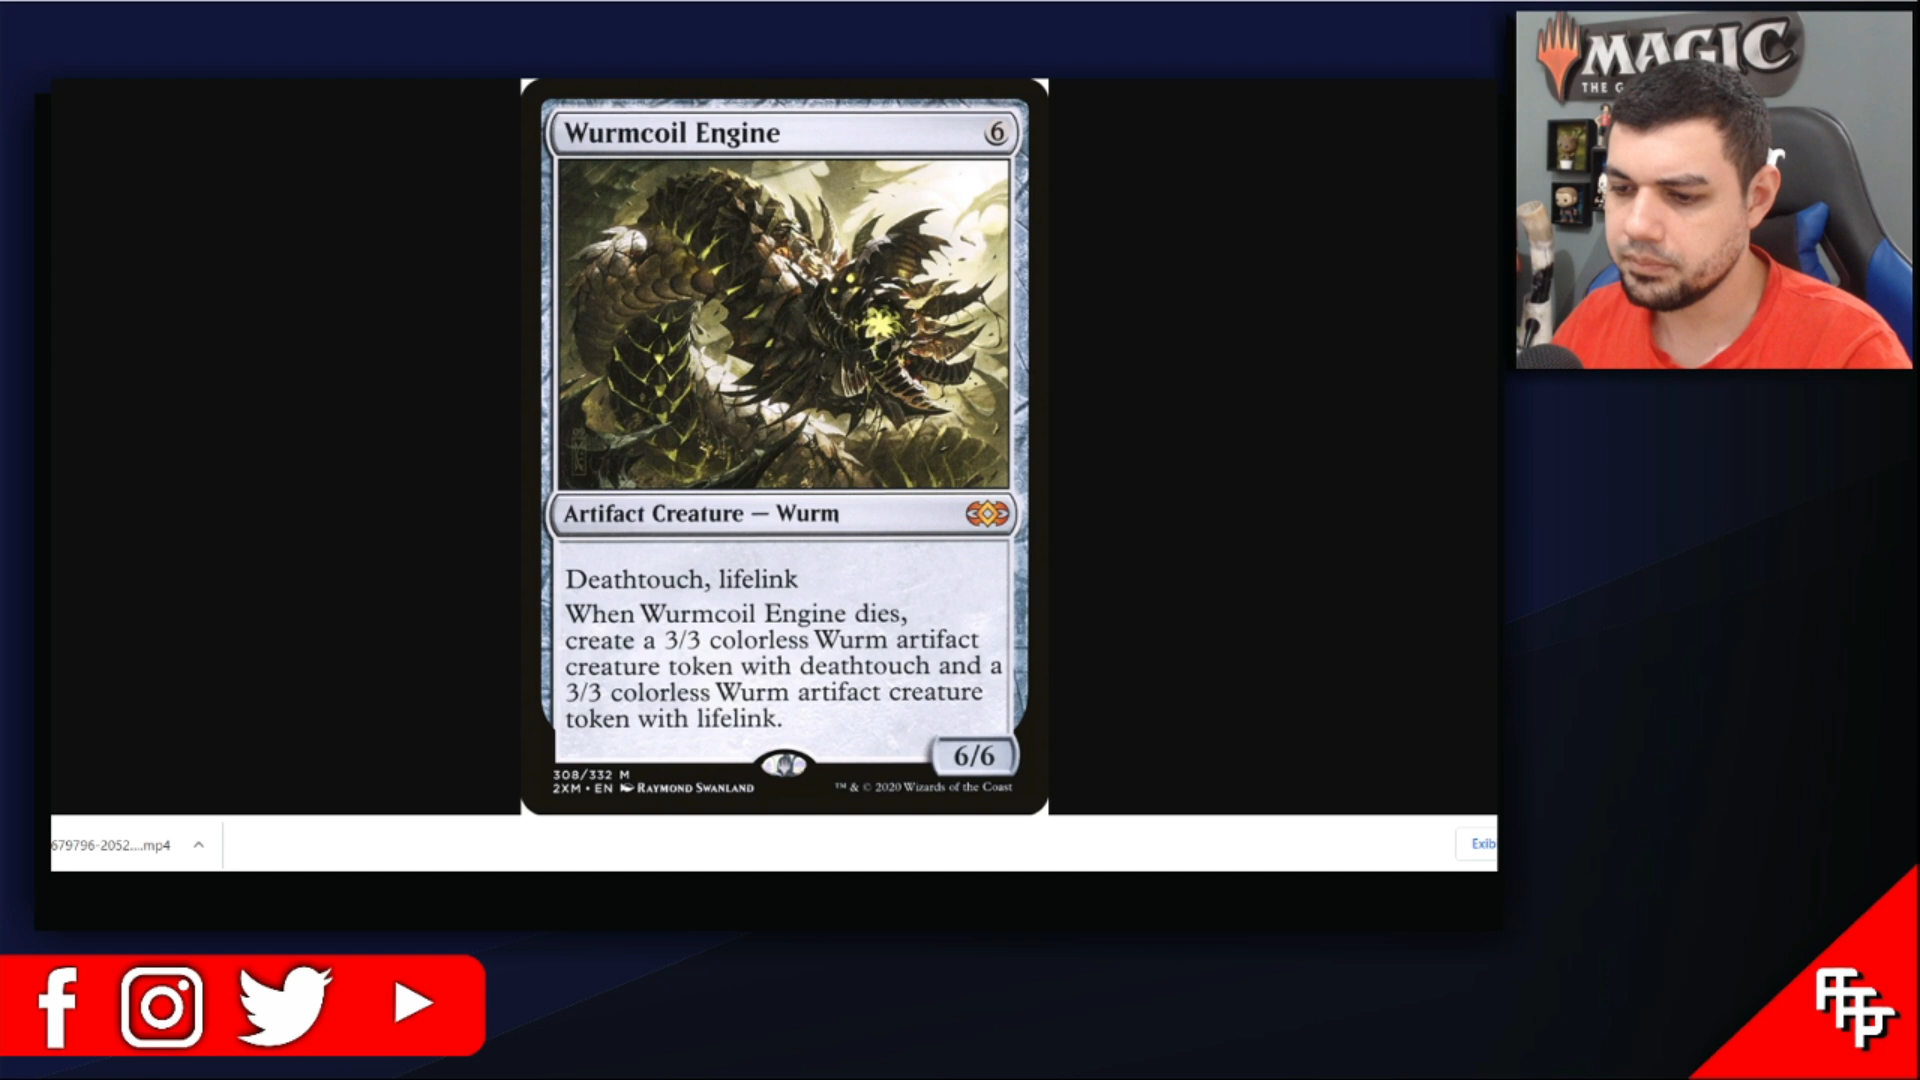 MAGIC
THE G
Wurmcoil Engine
6
Artifact Creature — Wurm
Deathtouch, lifelink
When Wurmcoil Engine dies,
create a 3/3 colorless Wurm artifact
creature token with deathtouch and a
3/3 colorless Wurm artifact creature
token with lifelink.
6/6
308/332 M
2XM • EN RAYMOND SWANLAND
™ & © 2020 Wizards of the Coast
679796-2052....mp4
Exib